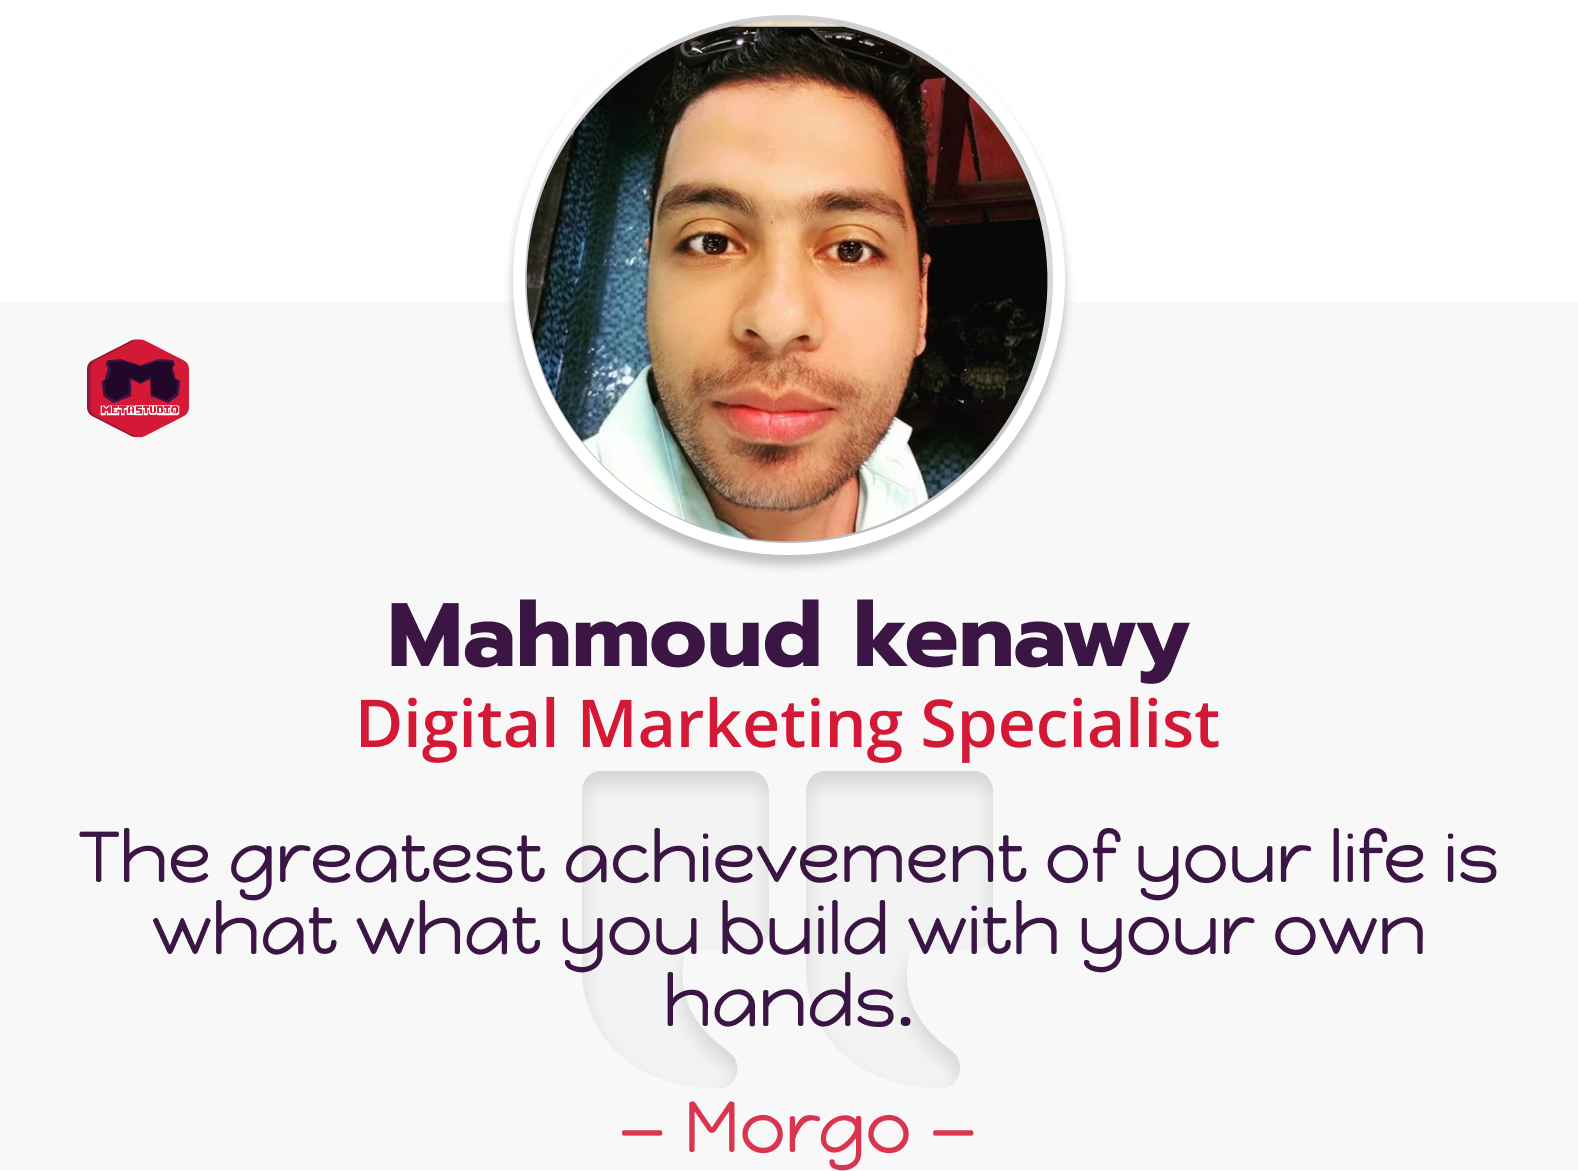 METASTUDIO
Mahmoud kenawy
Digital Marketing Specialist
The greatest achievement of your life is
what what you build with your own
hands.
– Morgo –